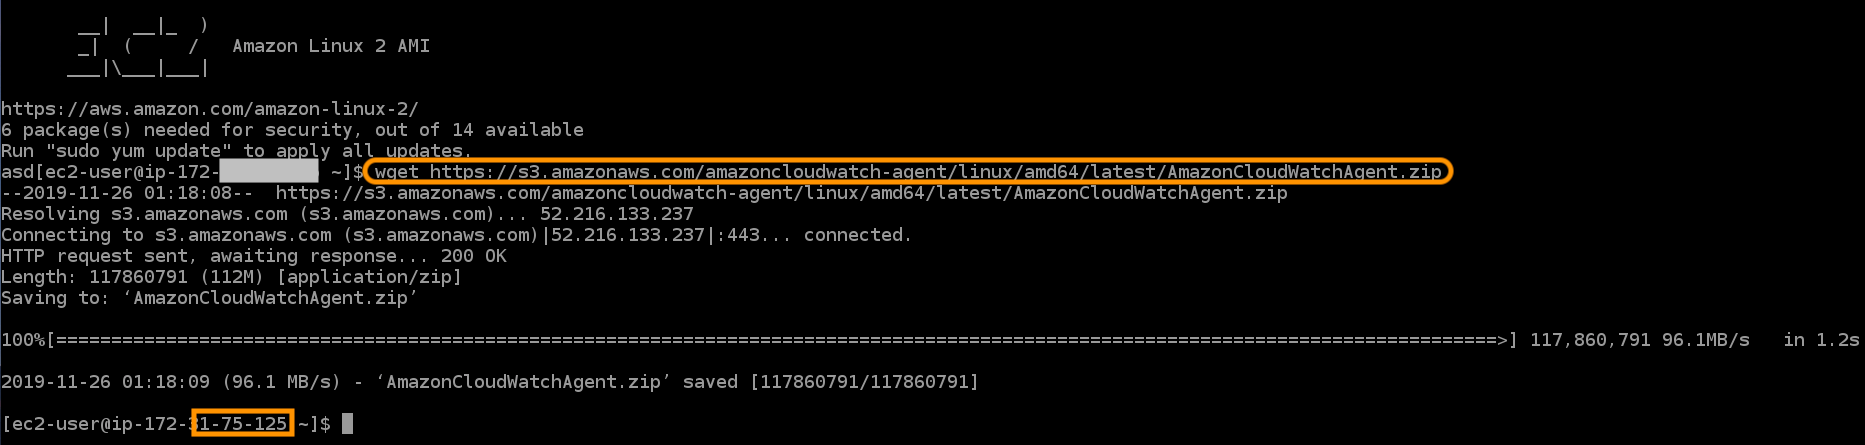 __|  __|_  )
_|  (     /   Amazon Linux 2 AMI
___|\___|___|
https://aws.amazon.com/amazon-linux-2/
6 package(s) needed for security, out of 14 available
Run "sudo yum update" to apply all updates.
asd[ec2-user@ip-172- ~]$ wget https://s3.amazonaws.com/amazoncloudwatch-agent/linux/amd64/latest/AmazonCloudWatchAgent.zip
--2019-11-26 01:18:08--  https://s3.amazonaws.com/amazoncloudwatch-agent/linux/amd64/latest/AmazonCloudWatchAgent.zip
Resolving s3.amazonaws.com (s3.amazonaws.com)... 52.216.133.237
Connecting to s3.amazonaws.com (s3.amazonaws.com)|52.216.133.237|:443... connected.
HTTP request sent, awaiting response... 200 OK
Length: 117860791 (112M) [application/zip]
Saving to: ‘AmazonCloudWatchAgent.zip’
100%[===================================================================================================================================>] 117,860,791 96.1MB/s   in 1.2s
2019-11-26 01:18:09 (96.1 MB/s) - ‘AmazonCloudWatchAgent.zip’ saved [117860791/117860791]
[ec2-user@ip-172-31-75-125 ~]$